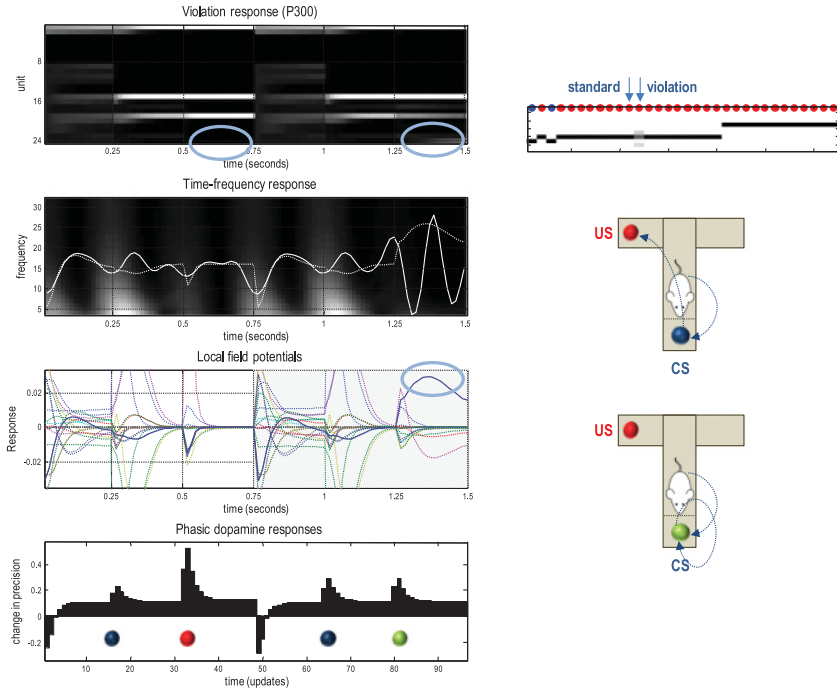 Violation response (P300)
unit
8
16
24
0.25
0.5
0.75
1
1.25
1.5
time (seconds)
Time-frequency response
frequency
30
25
20
15
10
5
0.25
0.5
0.75
1
1.25
1.5
time (seconds)
Local field potentials
Response
0.02
0
-0.02
0.25
0.5
0.75
1
1.25
1.5
time (seconds)
Phasic dopamine responses
change in precision
0.4
0.2
0
-0.2
10
20
30
40
50
60
70
80
90
time (updates)
standard
violation
US
CS
US
CS